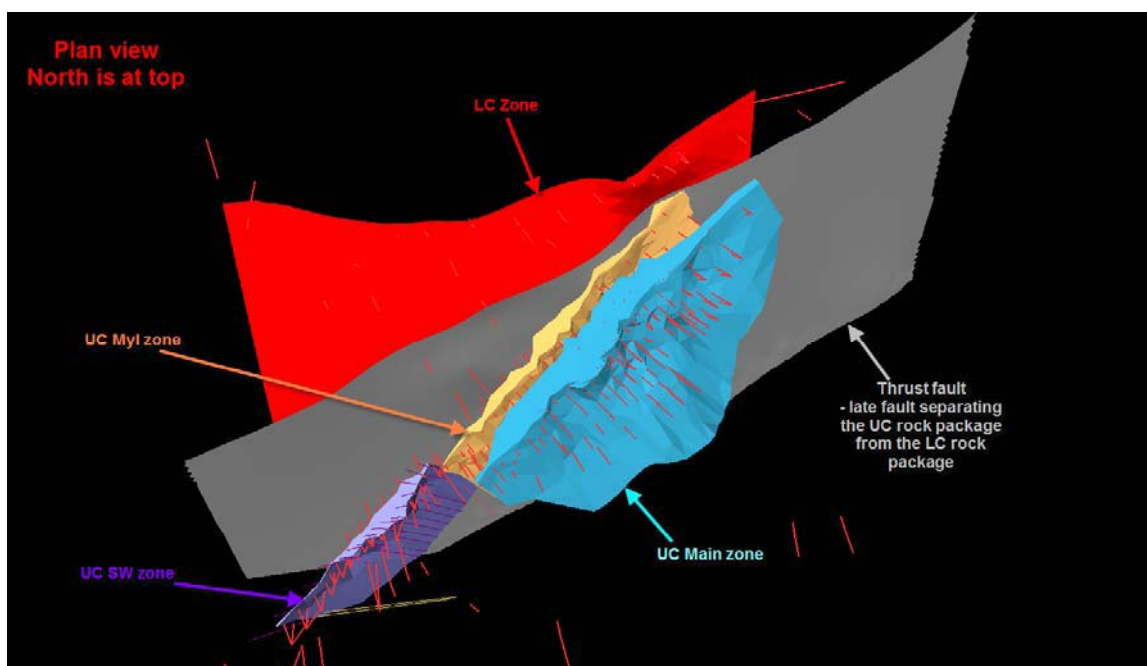 Plan view
North is at top
LC Zone
UC Myl zone
Thrust fault
- late fault separating
the UC rock package
from the LC rock
package
UC Main zone
UC SW zone